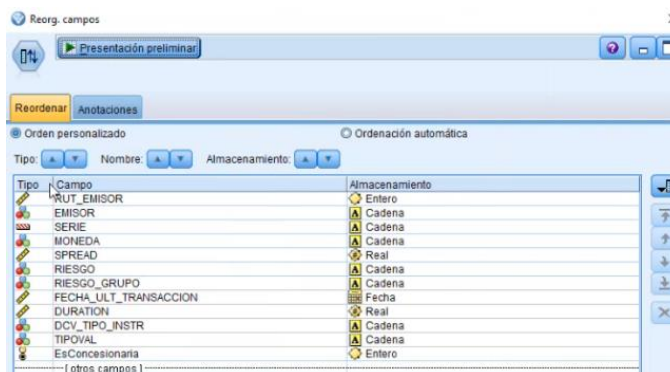 Reorg. campos
Presentación preliminar
Reordenar Anotaciones
Orden personalizado Ordenación automática
Tipo: Nombre: Almacenamiento:
Tipo Campo Almacenamiento
RUT_EMISOR Entero
EMISOR A Cadena
SERIE A Cadena
MONEDA A Cadena
SPREAD Real
RIESGO A Cadena
RIESGO_GRUPO A Cadena
FECHA_ULT_TRANSACCION Fecha
DURATION Real
DCV_TIPO_INSTR A Cadena
TIPOVAL A Cadena
EsConcesionaria Entero
[ otros campos ]